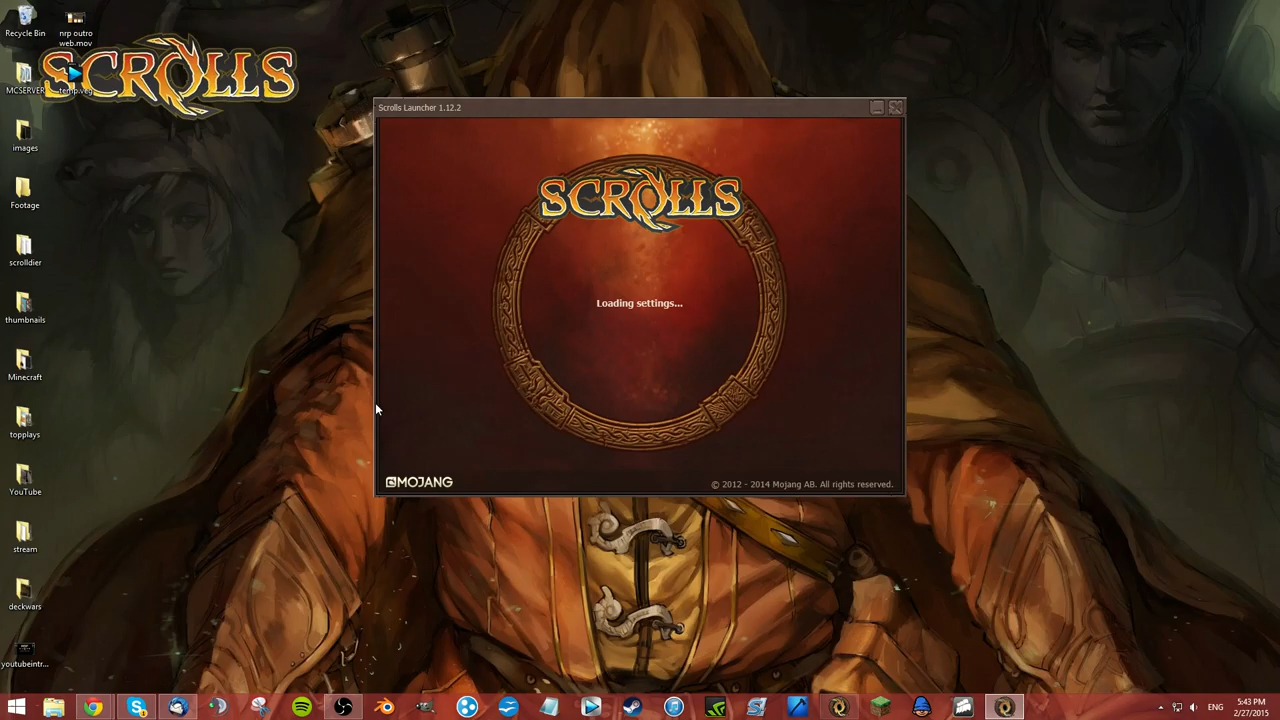 Recycle Bin
nrp outro
web.mov
SCROLLS
MCSERVER
temp.veg
images
Footage
scrolldier
thumbnails
Minecraft
topplays
YouTube
stream
deckwars
youtubeintr...
Scrolls Launcher 1.12.2
SCROLLS
Loading settings...
MOJANG
© 2012 - 2014 Mojang AB. All rights reserved.
ENG
5:43 PM
2/27/2015